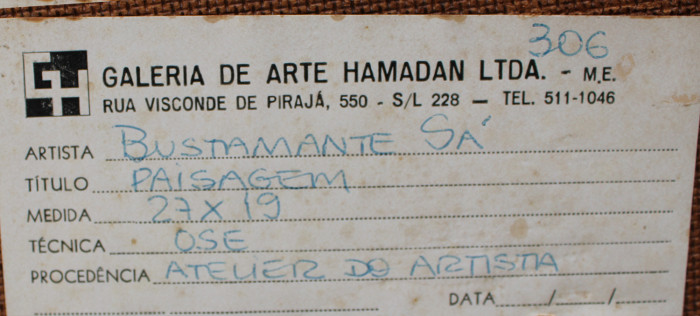 306
GALERIA DE ARTE HAMADAN LTDA. - M.E.
RUA VISCONDE DE PIRAJÁ, 550 - S/L 228 — TEL. 511-1046
ARTISTA BUSTAMANTE SÁ
TÍTULO PAISAGEM
MEDIDA 27 X 19
TÉCNICA OSE
PROCEDÊNCIA ATELIER DO ARTISTA
DATA / /